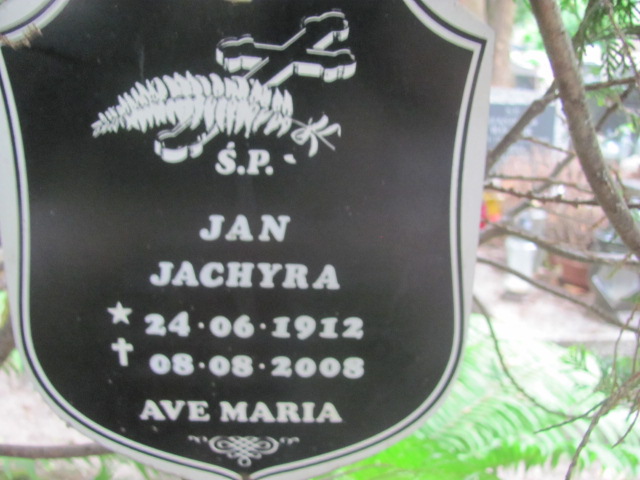 Ś.P.
JAN
JACHYRA
24·06·1912
08·08·2008
AVE MARIA